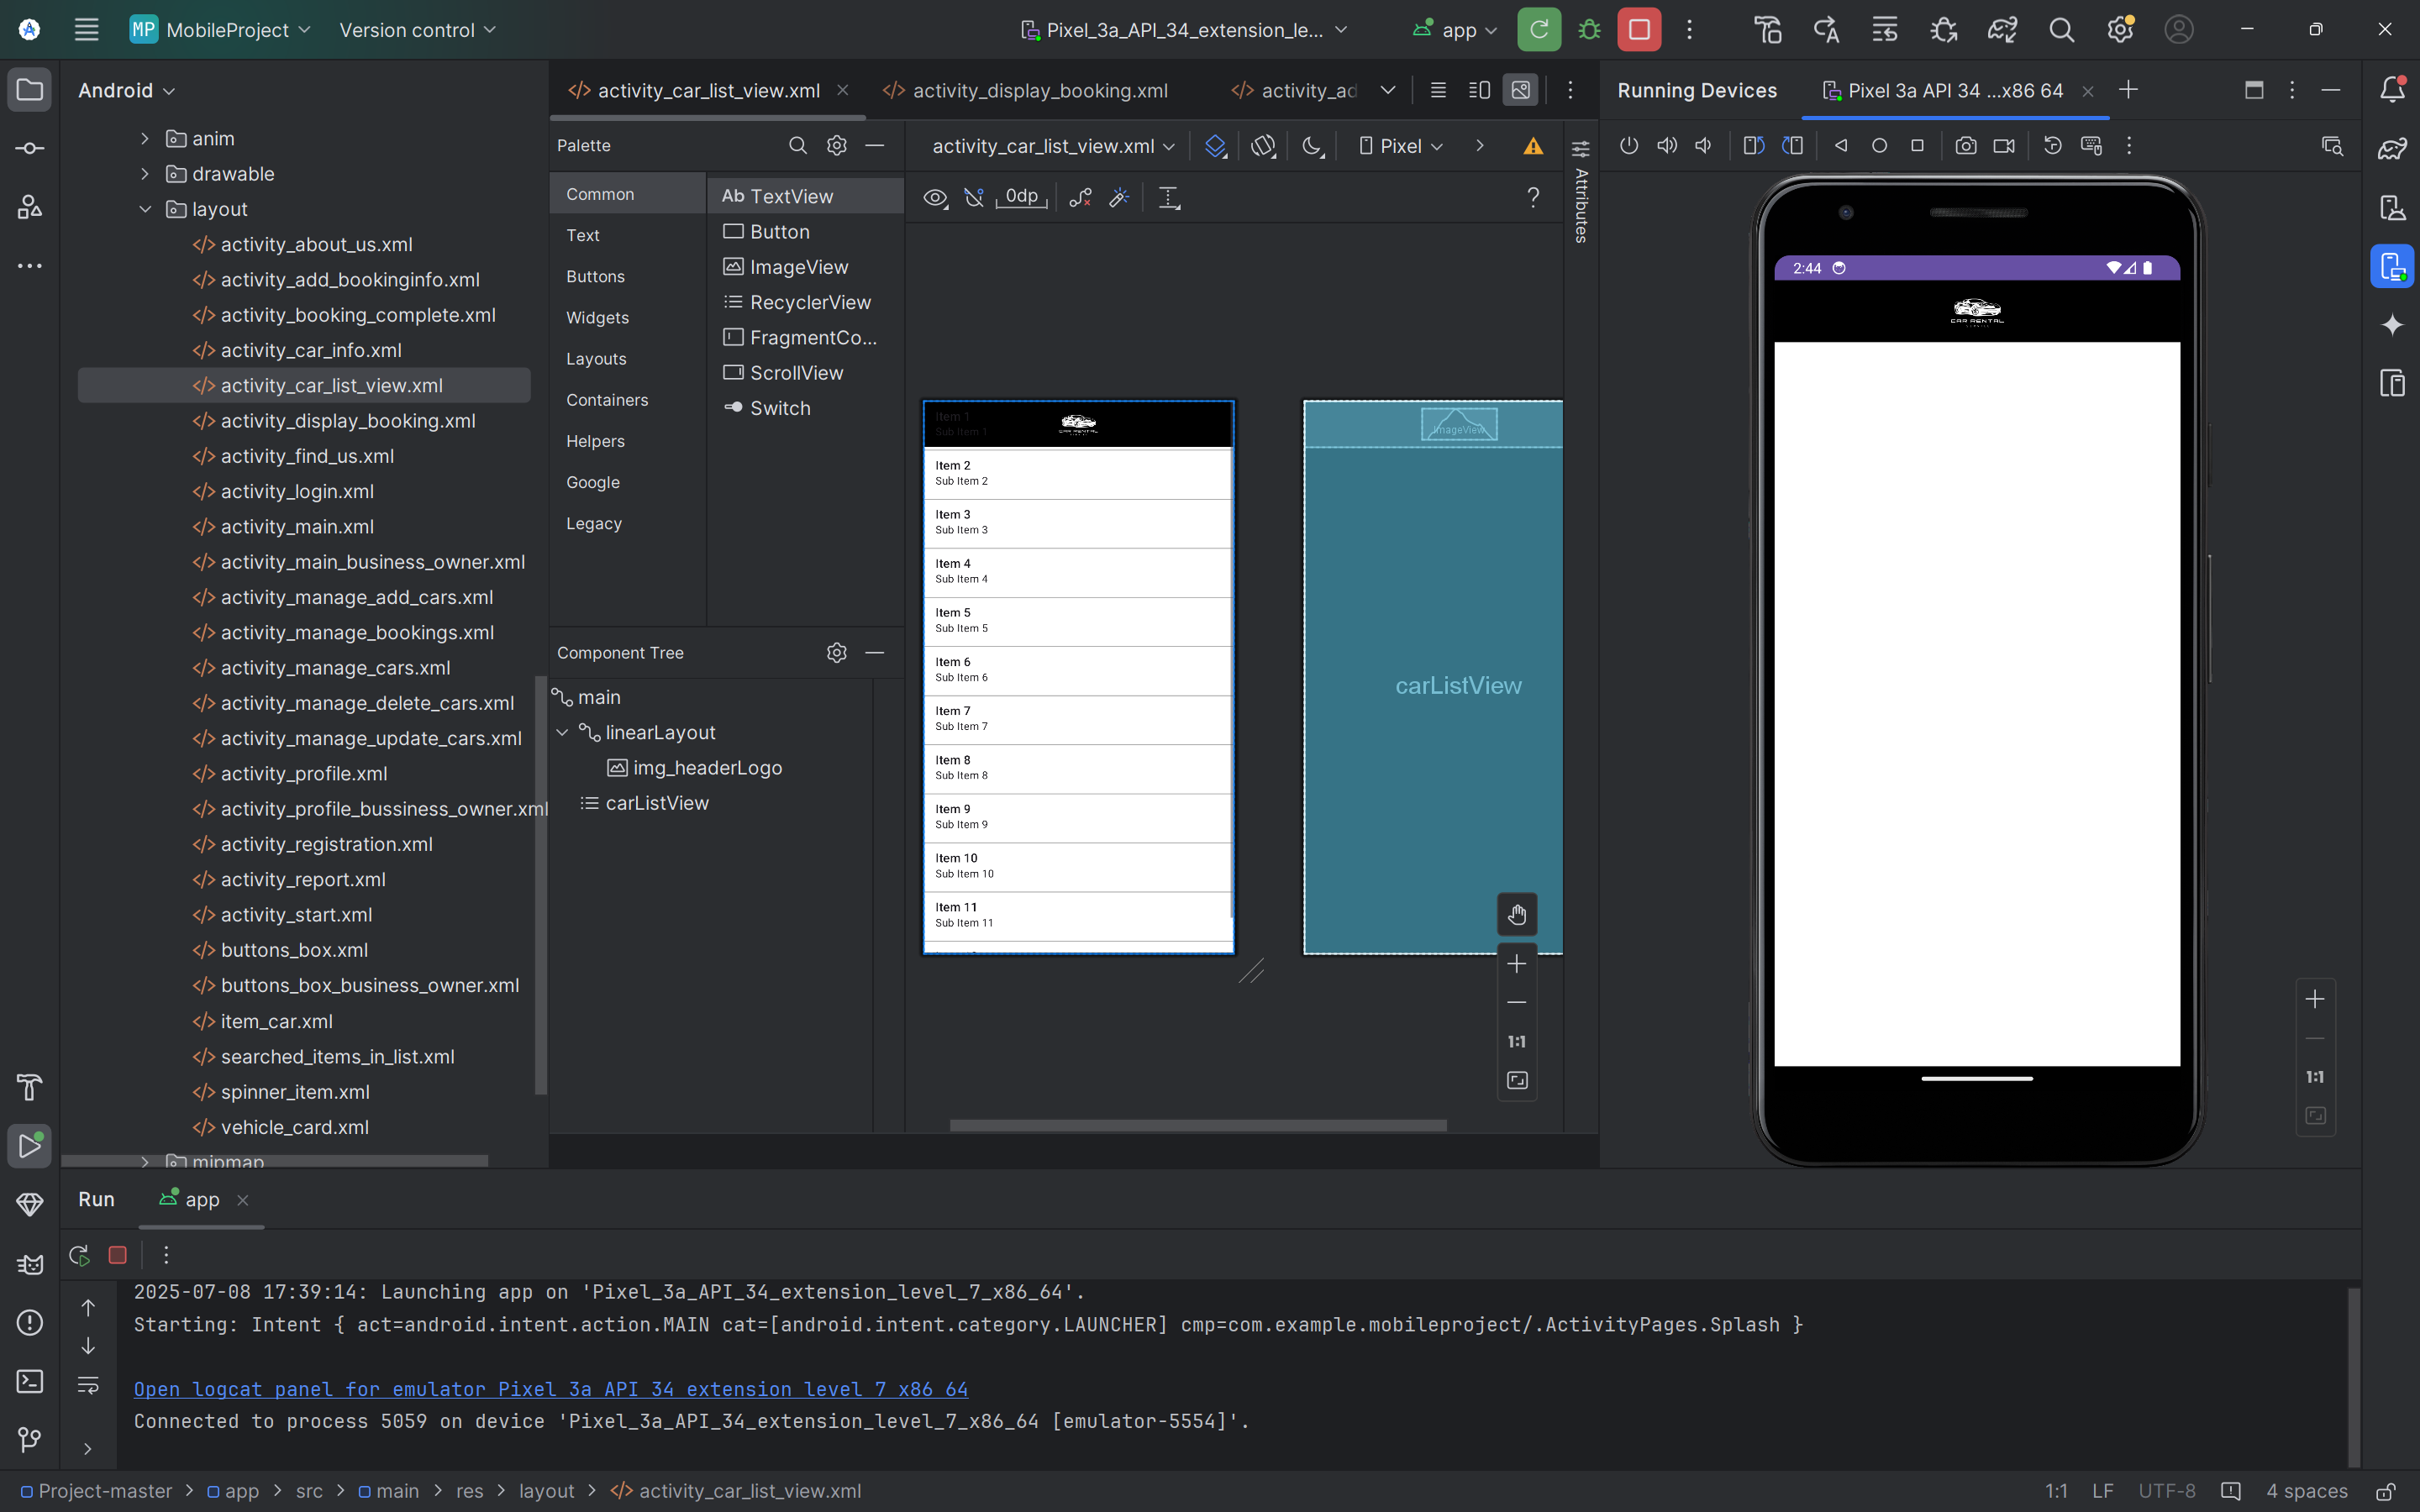 MP MobileProject
Version control
Pixel_3a_API_34_extension_le...
app
Android
activity_car_list_view.xml
activity_display_booking.xml
activity_ad
Running Devices
Pixel 3a API 34 ...x86 64
anim
drawable
layout
activity_about_us.xml
activity_add_bookinginfo.xml
activity_booking_complete.xml
activity_car_info.xml
activity_car_list_view.xml
activity_display_booking.xml
activity_find_us.xml
activity_login.xml
activity_main.xml
activity_main_business_owner.xml
activity_manage_add_cars.xml
activity_manage_bookings.xml
activity_manage_cars.xml
activity_manage_delete_cars.xml
activity_manage_update_cars.xml
activity_profile.xml
activity_profile_bussiness_owner.xml
activity_registration.xml
activity_report.xml
activity_start.xml
buttons_box.xml
buttons_box_business_owner.xml
item_car.xml
searched_items_in_list.xml
spinner_item.xml
vehicle_card.xml
mipmap
Palette
Common
Text
Buttons
Widgets
Layouts
Containers
Helpers
Google
Legacy
Ab TextView
Button
ImageView
RecyclerView
FragmentCo...
ScrollView
Switch
Component Tree
main
linearLayout
img_headerLogo
carListView
activity_car_list_view.xml
Pixel
0dp
?
Attributes
Item 1
Sub Item 1
CAR RENTAL
Item 2
Sub Item 2
Item 3
Sub Item 3
Item 4
Sub Item 4
Item 5
Sub Item 5
Item 6
Sub Item 6
Item 7
Sub Item 7
Item 8
Sub Item 8
Item 9
Sub Item 9
Item 10
Sub Item 10
Item 11
Sub Item 11
ImageView
carListView
1:1
2:44
CAR RENTAL
1:1
Run
app
2025-07-08 17:39:14: Launching app on 'Pixel_3a_API_34_extension_level_7_x86_64'.
Starting: Intent { act=android.intent.action.MAIN cat=[android.intent.category.LAUNCHER] cmp=com.example.mobileproject/.ActivityPages.Splash }
Open logcat panel for emulator Pixel 3a API 34 extension level 7 x86 64
Connected to process 5059 on device 'Pixel_3a_API_34_extension_level_7_x86_64 [emulator-5554]'.
Project-master > app > src > main > res > layout > activity_car_list_view.xml
1:1 LF UTF-8 4 spaces